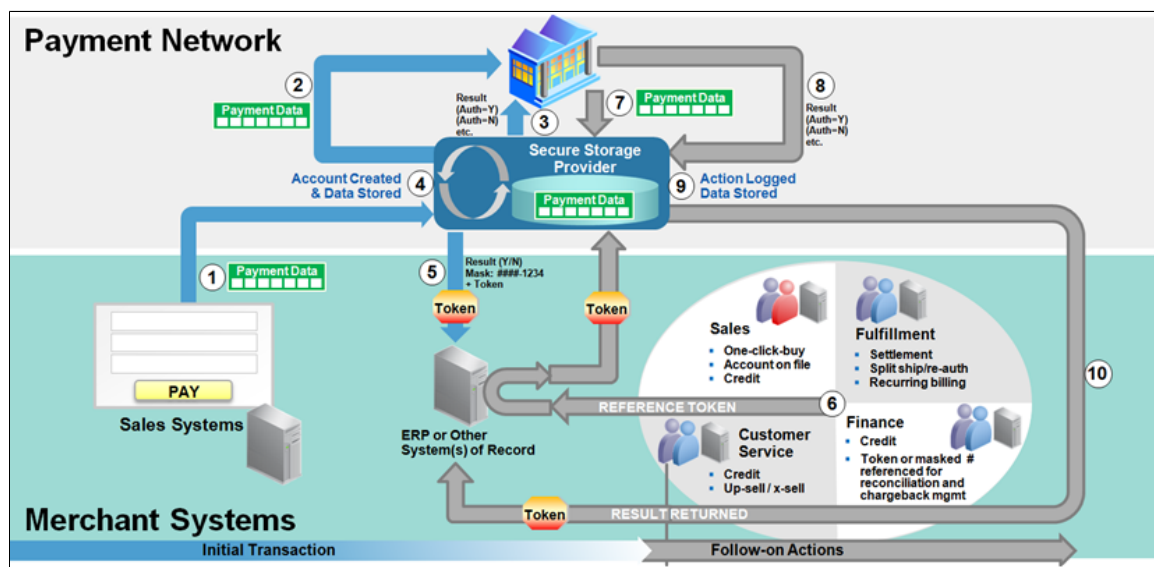 Payment Network
2
Payment Data
Result
(Auth=Y)
(Auth=N)
etc.
3
7
Payment Data
8
Result
(Auth=Y)
(Auth=N)
etc.
Secure Storage
Provider
Account Created
& Data Stored
4
Payment Data
9
Action Logged
Data Stored
1
Payment Data
5
Result (Y/N)
Mask: ####-1234
+ Token
Token
Token
PAY
Sales Systems
ERP or Other
System(s) of Record
Sales
One-click-buy
Account on file
Credit
Fulfillment
Settlement
Split ship/re-auth
Recurring billing
10
REFERENCE TOKEN
6
Customer
Service
Credit
Up-sell / x-sell
Finance
Credit
Token or masked #
referenced for
reconciliation and
chargeback mgmt
Token
RESULT RETURNED
Merchant Systems
Initial Transaction
Follow-on Actions